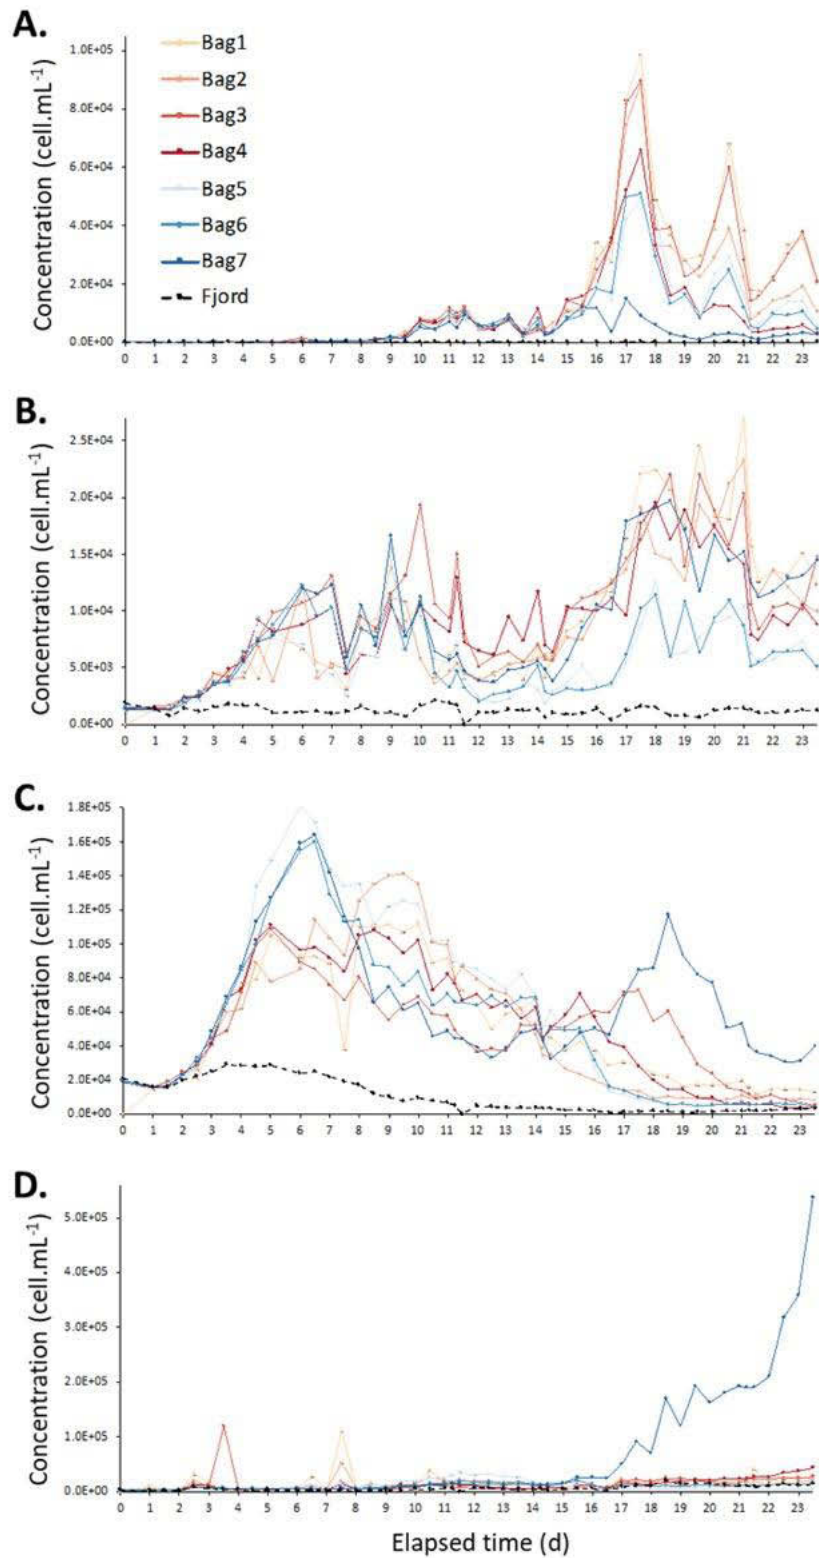 A.
Concentration (cell.mL-1)
1.0E+05
8.0E+04
6.0E+04
4.0E+04
2.0E+04
0.0E+00
Bag1
Bag2
Bag3
Bag4
Bag5
Bag6
Bag7
Fjord
0 1 2 3 4 5 6 7 8 9 10 11 12 13 14 15 16 17 18 19 20 21 22 23
B.
Concentration (cell.mL-1)
2.5E+04
2.0E+04
1.5E+04
1.0E+04
5.0E+03
0.0E+00
0 1 2 3 4 5 6 7 8 9 10 11 12 13 14 15 16 17 18 19 20 21 22 23
C.
Concentration (cell.mL-1)
1.8E+05
1.6E+05
1.4E+05
1.2E+05
1.0E+05
8.0E+04
6.0E+04
4.0E+04
2.0E+04
0.0E+00
0 1 2 3 4 5 6 7 8 9 10 11 12 13 14 15 16 17 18 19 20 21 22 23
D.
Concentration (cell.mL-1)
5.0E+05
4.0E+05
3.0E+05
2.0E+05
1.0E+05
0.0E+00
0 1 2 3 4 5 6 7 8 9 10 11 12 13 14 15 16 17 18 19 20 21 22 23
Elapsed time (d)